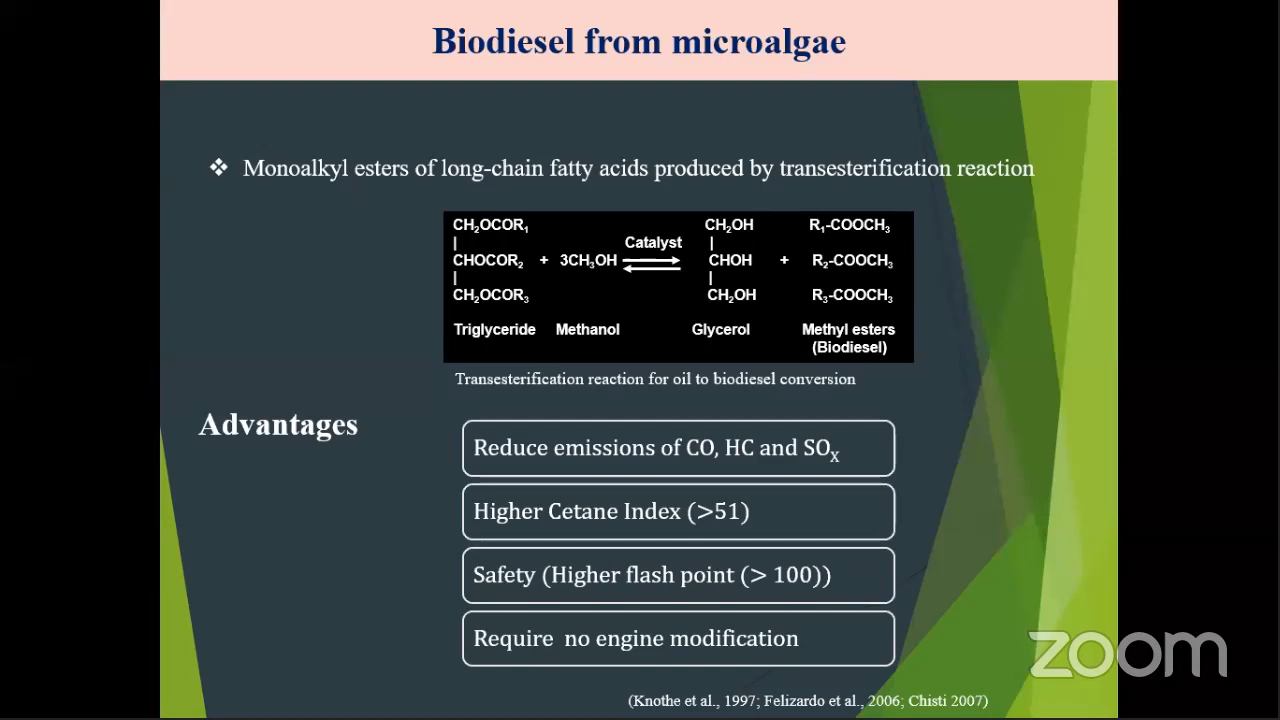 Biodiesel from microalgae
❖ Monoalkyl esters of long-chain fatty acids produced by transesterification reaction
CH₂OCOR₁ CH₂OH R₁-COOCH₃
| Catalyst |
CHOCOR₂ + 3CH₃OH ⇌ CHOH + R₂-COOCH₃
| |
CH₂OCOR₃ CH₂OH R₃-COOCH₃
Triglyceride Methanol Glycerol Methyl esters
(Biodiesel)
Transesterification reaction for oil to biodiesel conversion
Advantages
Reduce emissions of CO, HC and SOX
Higher Cetane Index (>51)
Safety (Higher flash point (> 100))
Require no engine modification
zoom
(Knothe et al., 1997; Felizardo et al., 2006; Chisti 2007)